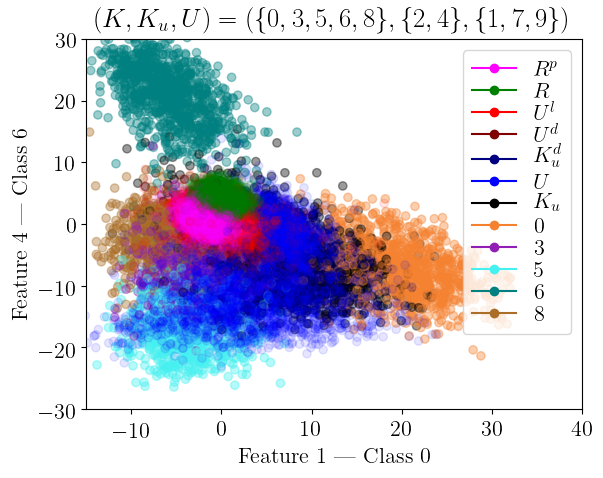 (K, K_u, U) = ({0, 3, 5, 6, 8}, {2, 4}, {1, 7, 9})
30
20
10
0
−10
−20
−30
Feature 4 — Class 6
−10
0
10
20
30
40
Feature 1 — Class 0
R^p
R
U^l
U^d
K_u^d
U
K_u
0
3
5
6
8